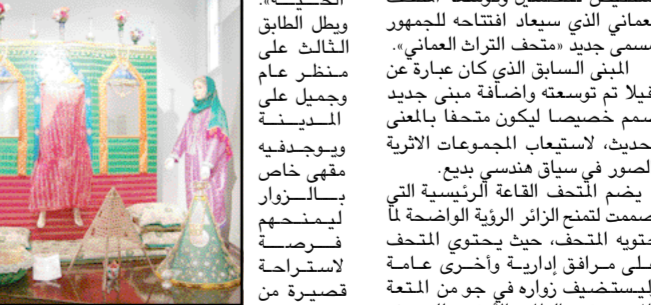 العماني الذي سيعاد افتتاحه للجمهور
بمسمى جديد «متحف التراث العماني».
المبنى السابق الذي كان عبارة عن
فيلا تم توسعته واضافة مبنى جديد
صمم خصيصا ليكون متحفا بالمعنى
الحديث، لاستيعاب المجموعات الاثرية
والصور في سياق هندسي بديع.
يضم المتحف القاعة الرئيسية التي
صممت لتمنح الزائر الرؤية الواضحة لما
يحتويه المتحف، حيث يحتوي المتحف
على مرافق إدارية وأخرى عامة
ليستضيف زواره في جو من المتعة
ويطل الطابق
الثالث على
منظر عام
وجميل على
المدينة
ويوجد فيه
مقهى خاص
بالزوار
ليمنحهم
فرصة
لاستراحة
قصيرة من